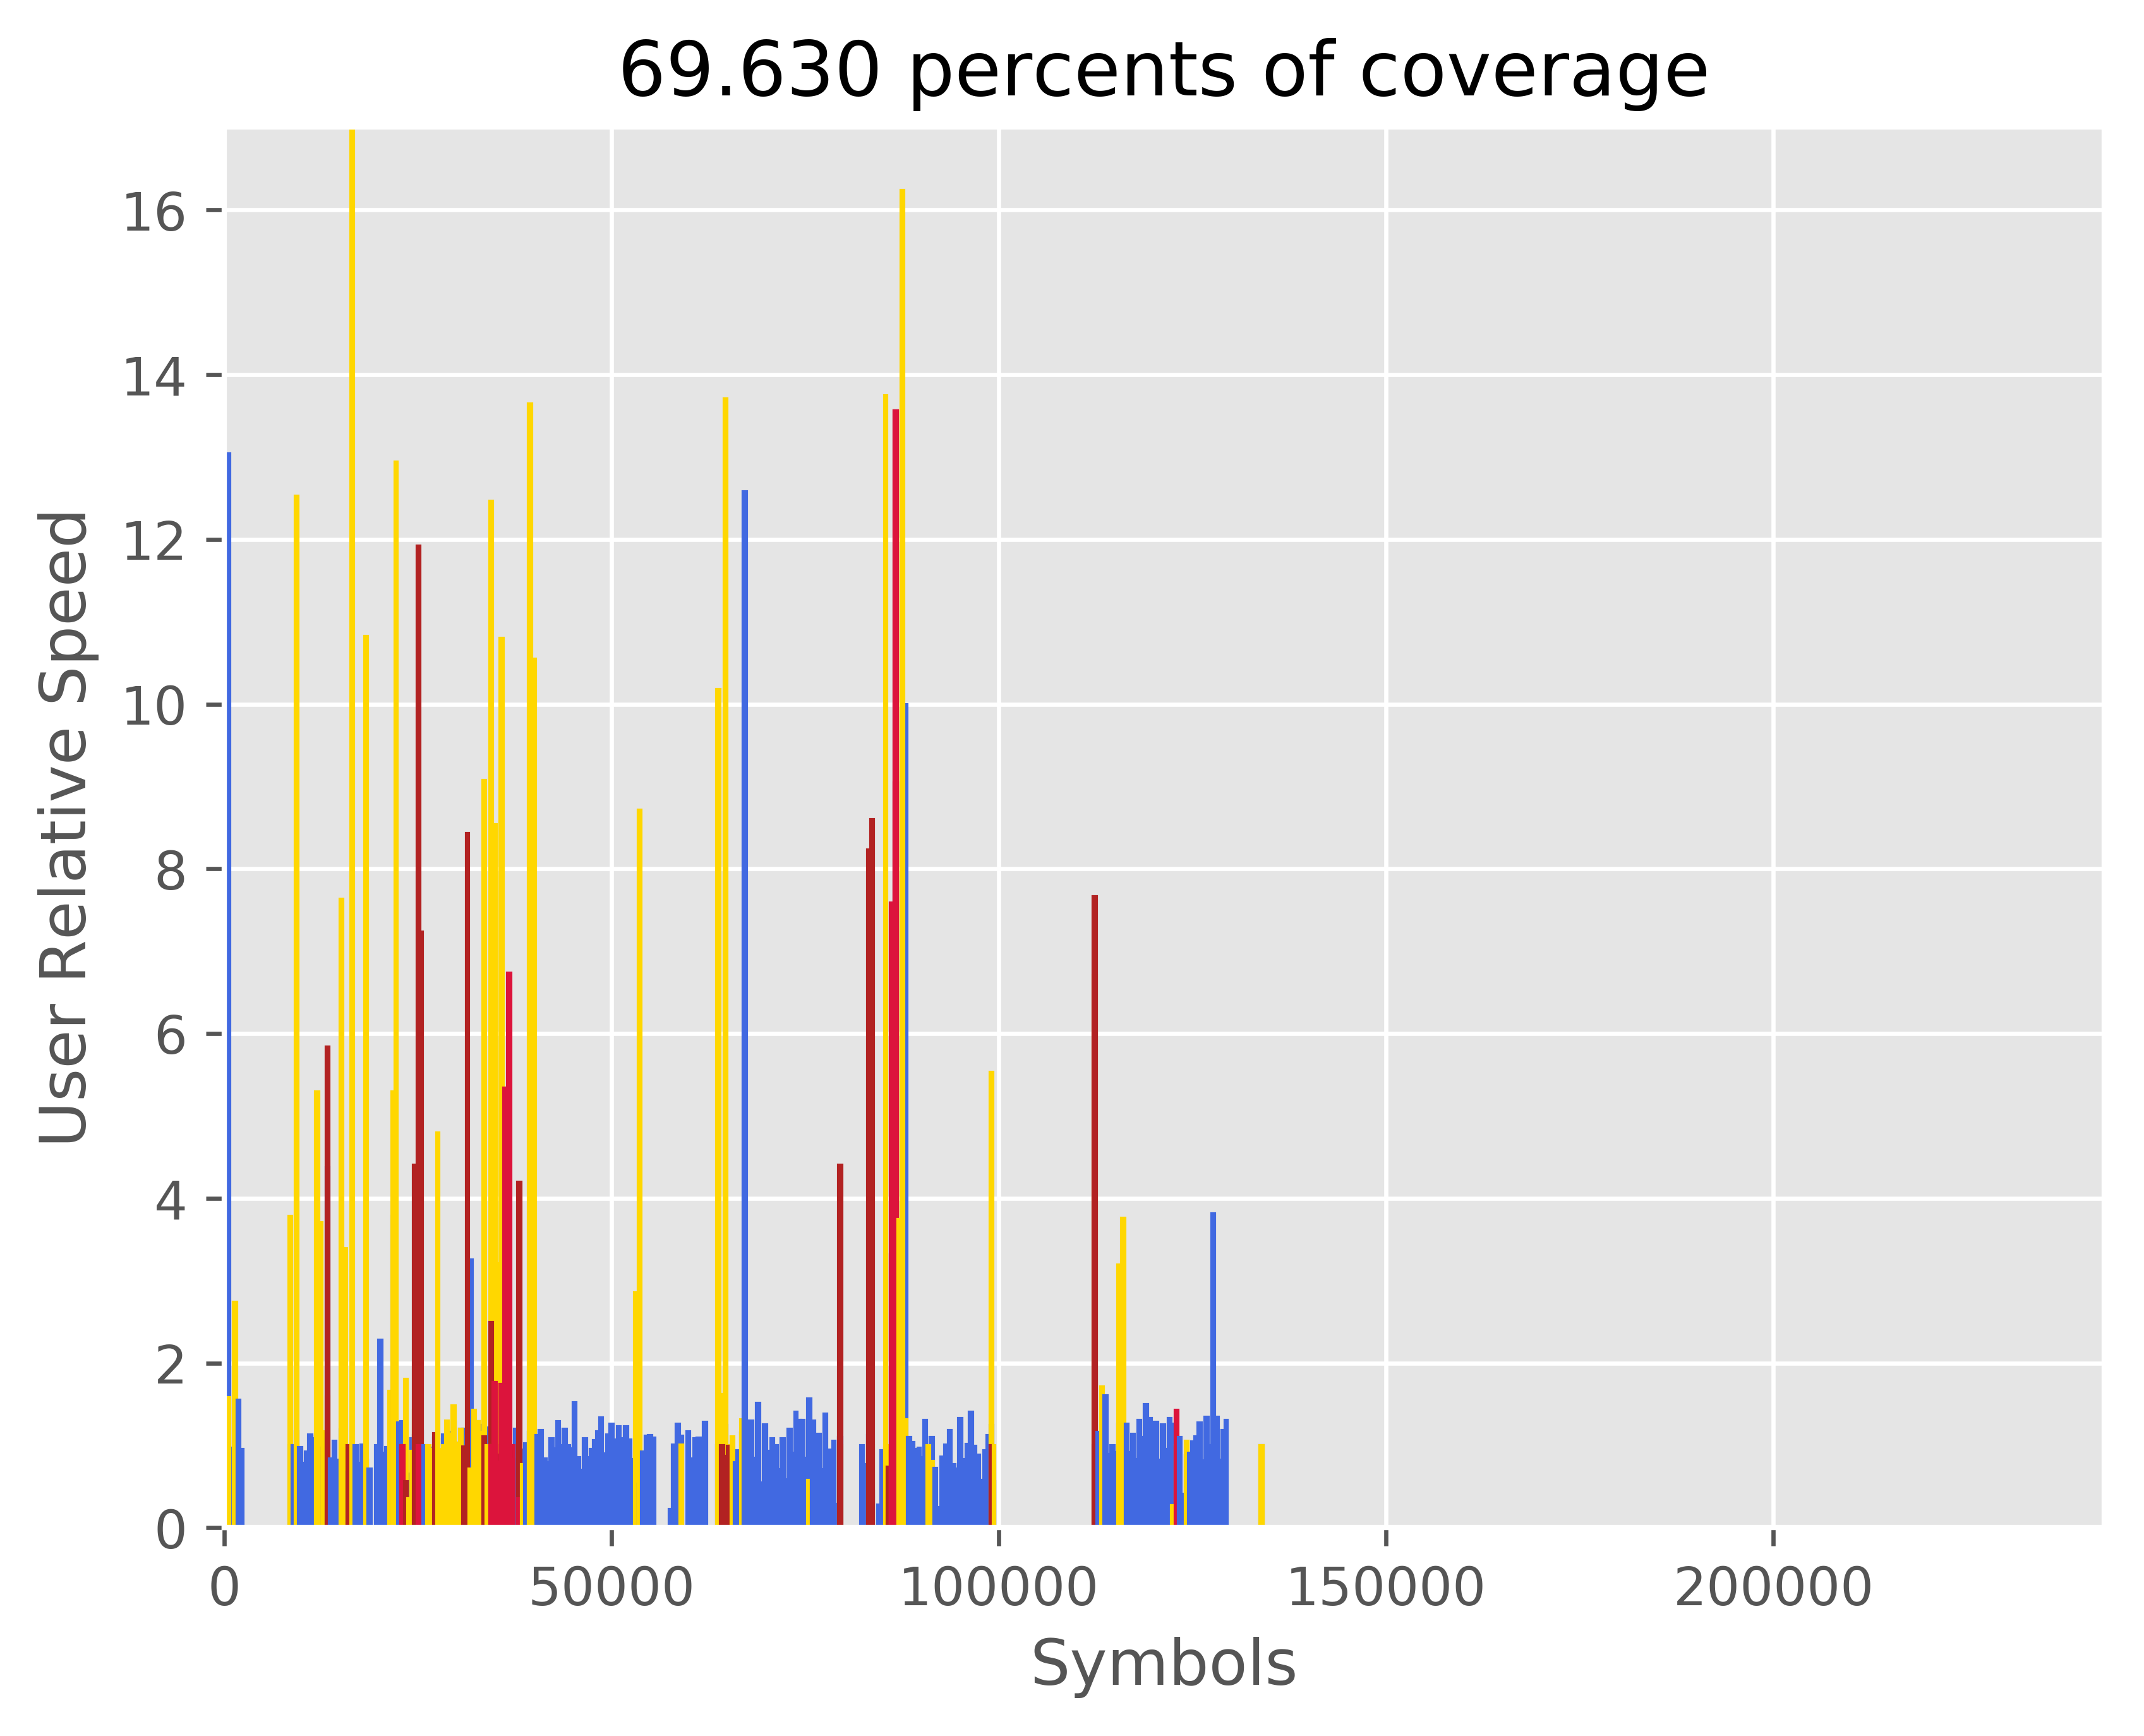 69.630 percents of coverage
User Relative Speed
16
14
12
10
8
6
4
2
0
0 50000 100000 150000 200000
Symbols